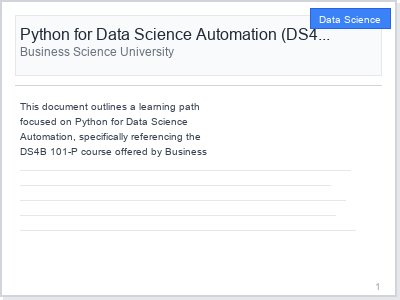 Data Science
Python for Data Science Automation (DS4...
Business Science University
This document outlines a learning path
focused on Python for Data Science
Automation, specifically referencing the
DS4B 101-P course offered by Business
1